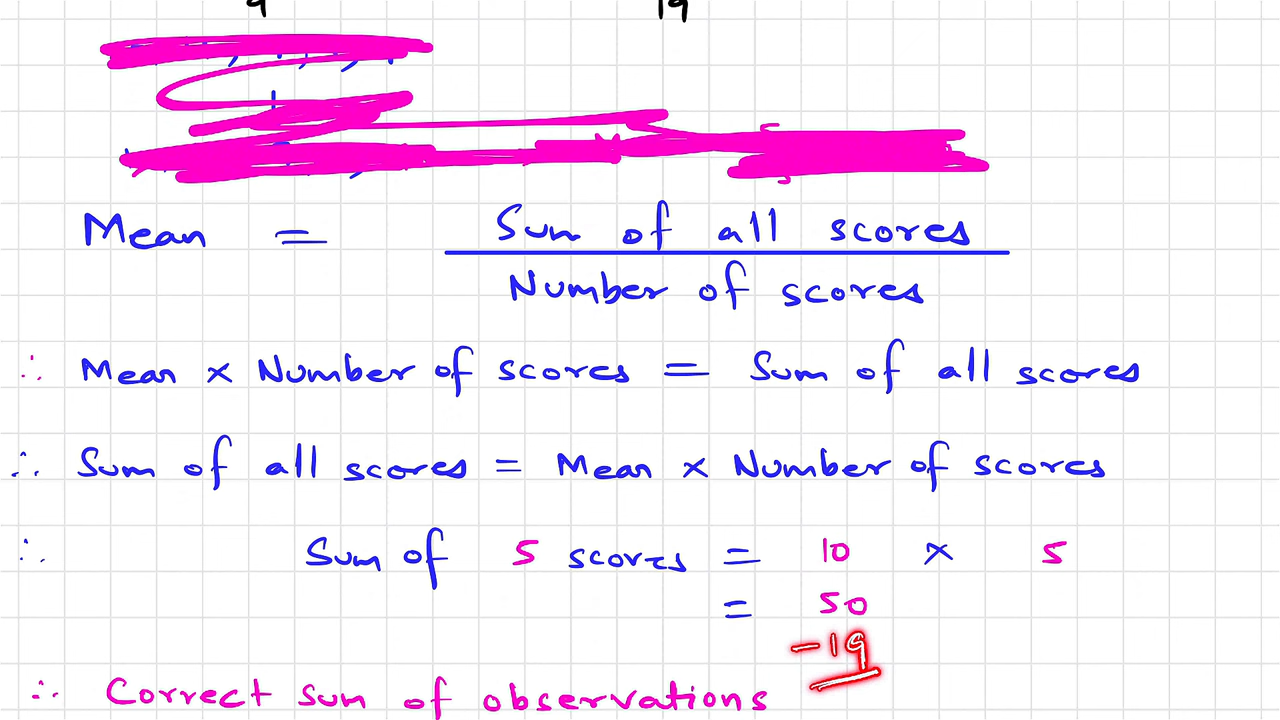 19
Mean = Sum of all scores
Number of scores
∴ Mean × Number of scores = Sum of all scores
∴ Sum of all scores = Mean × Number of scores
∴ Sum of 5 scores = 10 × 5
= 50
-19
∴ Correct sum of observations